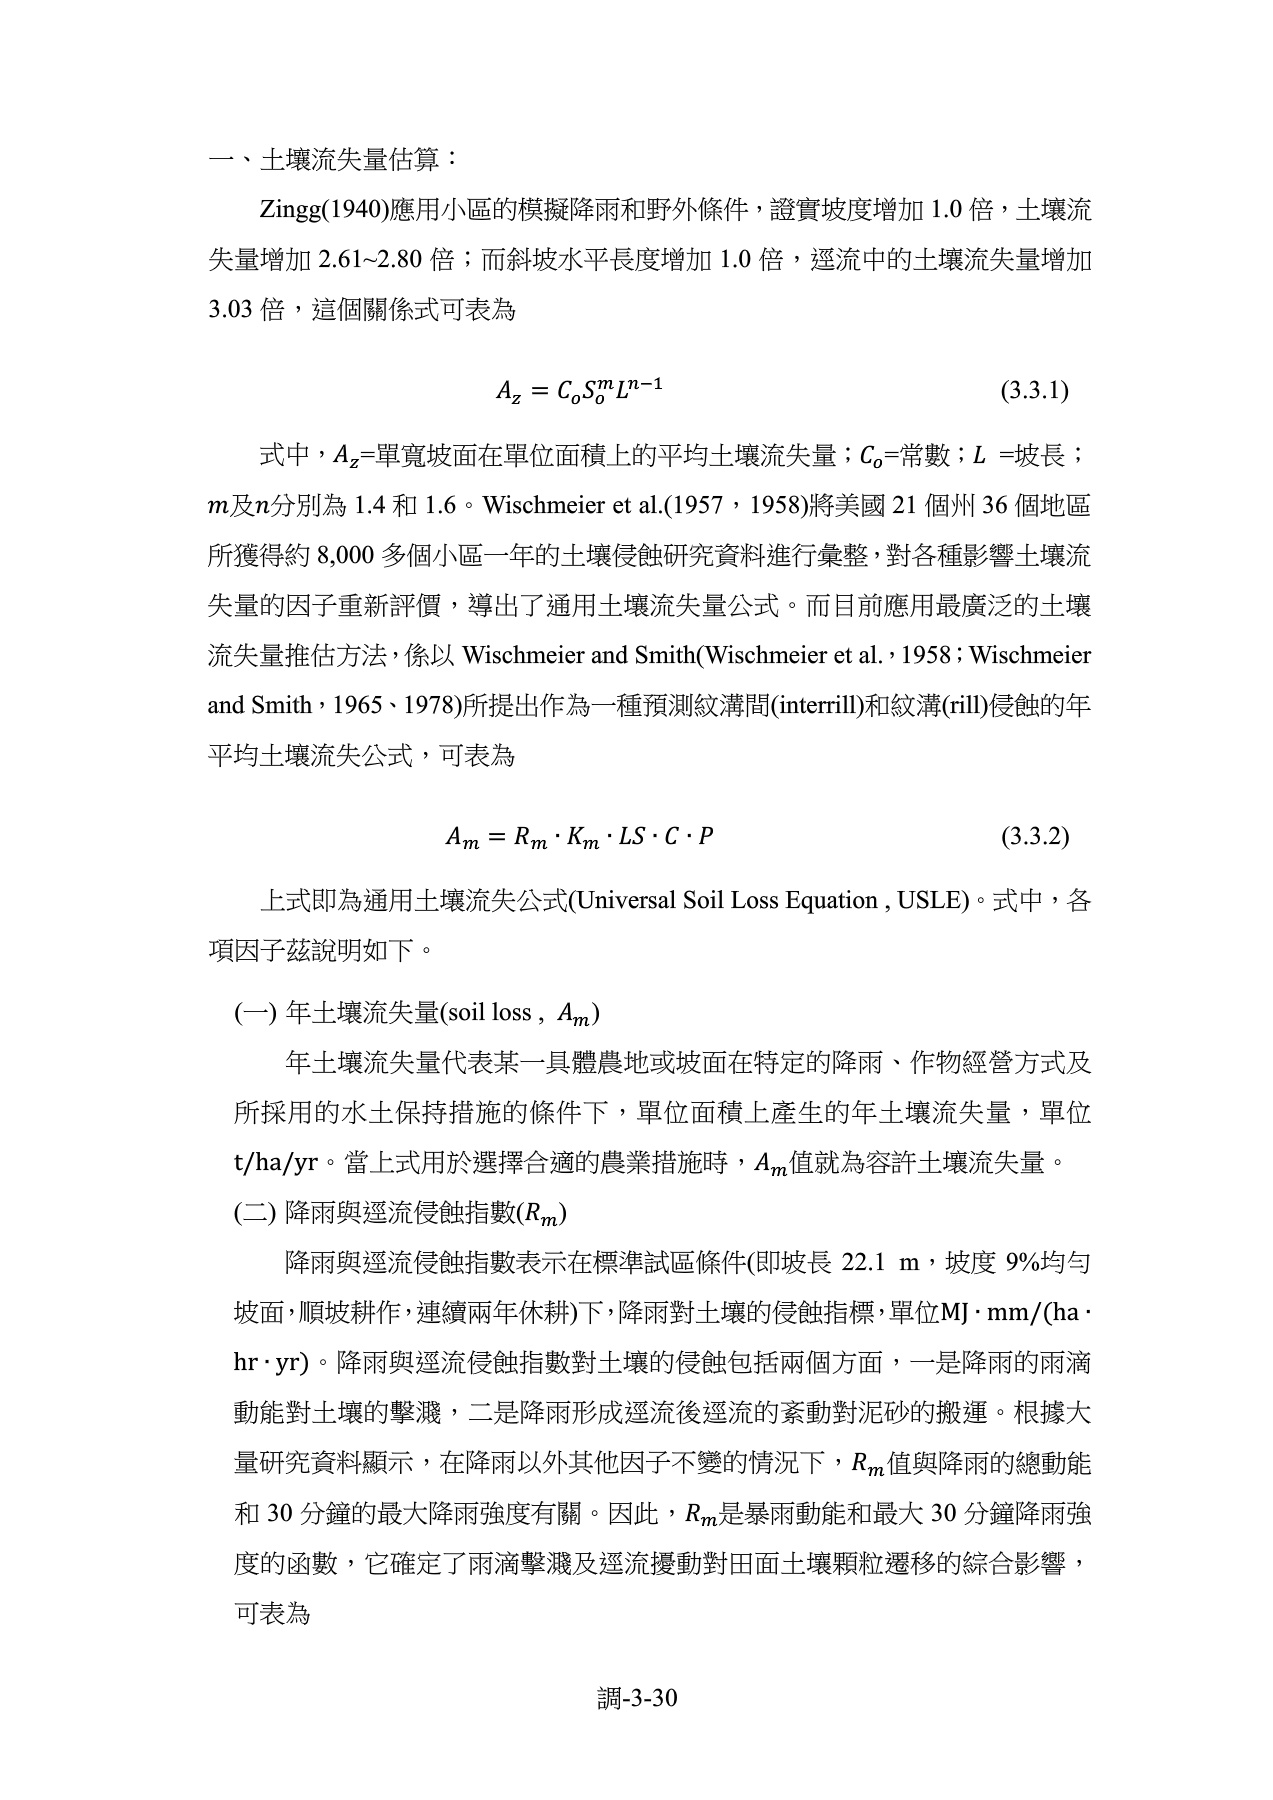 一、土壤流失量估算：
Zingg(1940)應用小區的模擬降雨和野外條件，證實坡度增加 1.0 倍，土壤流
失量增加 2.61~2.80 倍；而斜坡水平長度增加 1.0 倍，逕流中的土壤流失量增加
3.03 倍，這個關係式可表為
A_z = C_o S_o^m L^{n−1} (3.3.1)
式中，A_z=單寬坡面在單位面積上的平均土壤流失量；C_o=常數；L =坡長；
m及n分別為 1.4 和 1.6。Wischmeier et al.(1957，1958)將美國 21 個州 36 個地區
所獲得約 8,000 多個小區一年的土壤侵蝕研究資料進行彙整，對各種影響土壤流
失量的因子重新評價，導出了通用土壤流失量公式。而目前應用最廣泛的土壤
流失量推估方法，係以 Wischmeier and Smith(Wischmeier et al.，1958；Wischmeier
and Smith，1965、1978)所提出作為一種預測紋溝間(interrill)和紋溝(rill)侵蝕的年
平均土壤流失公式，可表為
A_m = R_m · K_m · LS · C · P (3.3.2)
上式即為通用土壤流失公式(Universal Soil Loss Equation , USLE)。式中，各
項因子茲說明如下。
(一) 年土壤流失量(soil loss , A_m)
年土壤流失量代表某一具體農地或坡面在特定的降雨、作物經營方式及
所採用的水土保持措施的條件下，單位面積上產生的年土壤流失量，單位
t/ha/yr。當上式用於選擇合適的農業措施時，A_m值就為容許土壤流失量。
(二) 降雨與逕流侵蝕指數(R_m)
降雨與逕流侵蝕指數表示在標準試區條件(即坡長 22.1 m，坡度 9%均勻
坡面，順坡耕作，連續兩年休耕)下，降雨對土壤的侵蝕指標，單位MJ · mm/(ha ·
hr · yr)。降雨與逕流侵蝕指數對土壤的侵蝕包括兩個方面，一是降雨的雨滴
動能對土壤的擊濺，二是降雨形成逕流後逕流的紊動對泥砂的搬運。根據大
量研究資料顯示，在降雨以外其他因子不變的情況下，R_m值與降雨的總動能
和 30 分鐘的最大降雨強度有關。因此，R_m是暴雨動能和最大 30 分鐘降雨強
度的函數，它確定了雨滴擊濺及逕流擾動對田面土壤顆粒遷移的綜合影響，
可表為
調-3-30